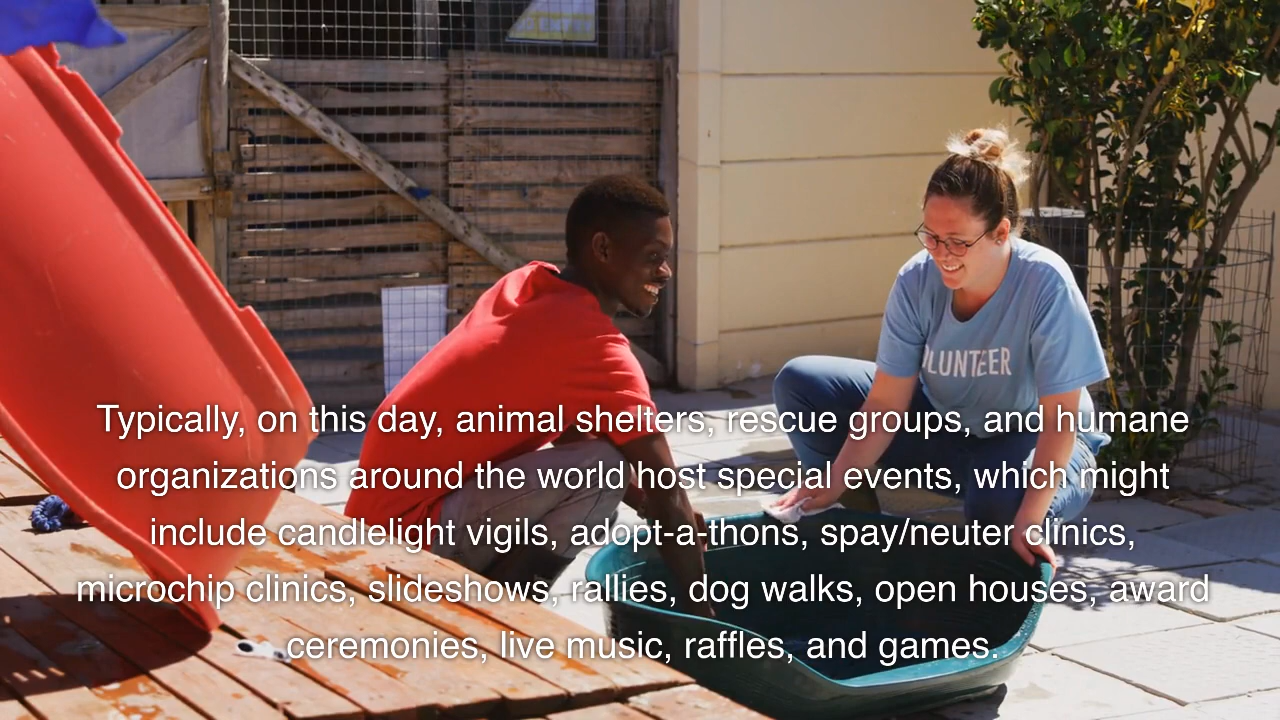 VOLUNTEER
Typically, on this day, animal shelters, rescue groups, and humane
organizations around the world host special events, which might
include candlelight vigils, adopt-a-thons, spay/neuter clinics,
microchip clinics, slideshows, rallies, dog walks, open houses, award
ceremonies, live music, raffles, and games.